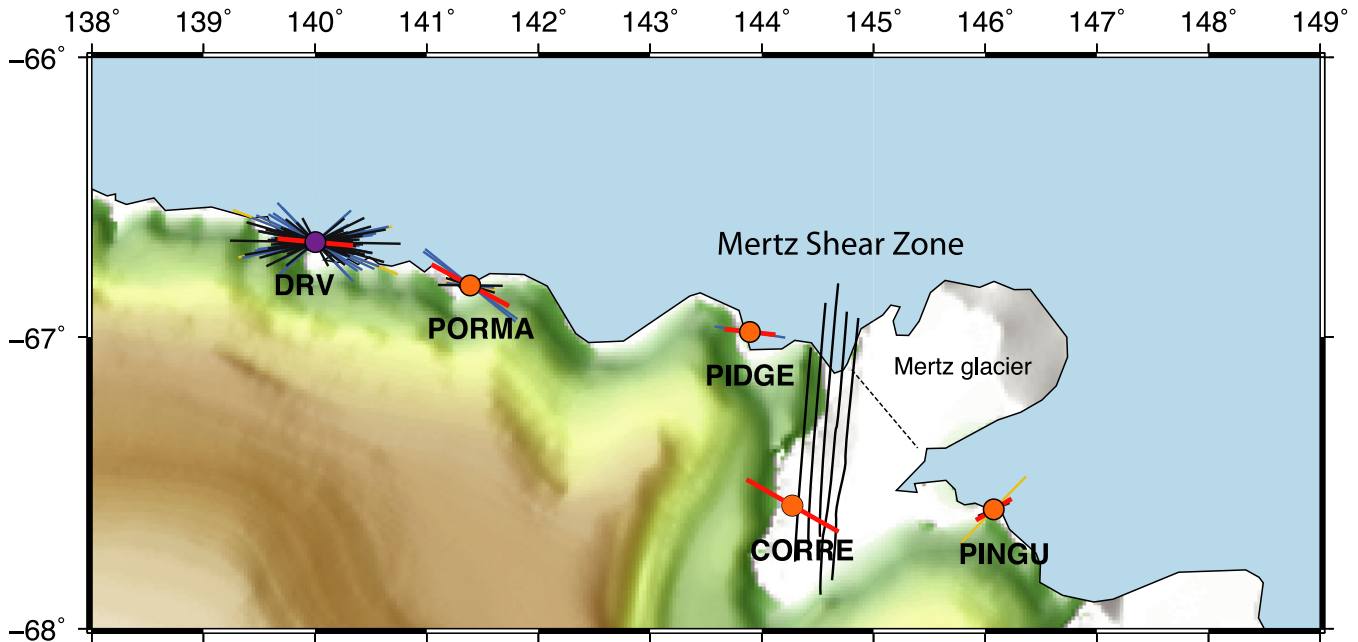 138° 139° 140° 141° 142° 143° 144° 145° 146° 147° 148° 149°
−66°
Mertz Shear Zone
DRV
PORMA
−67°
PIDGE
Mertz glacier
CORRE
PINGU
−68°